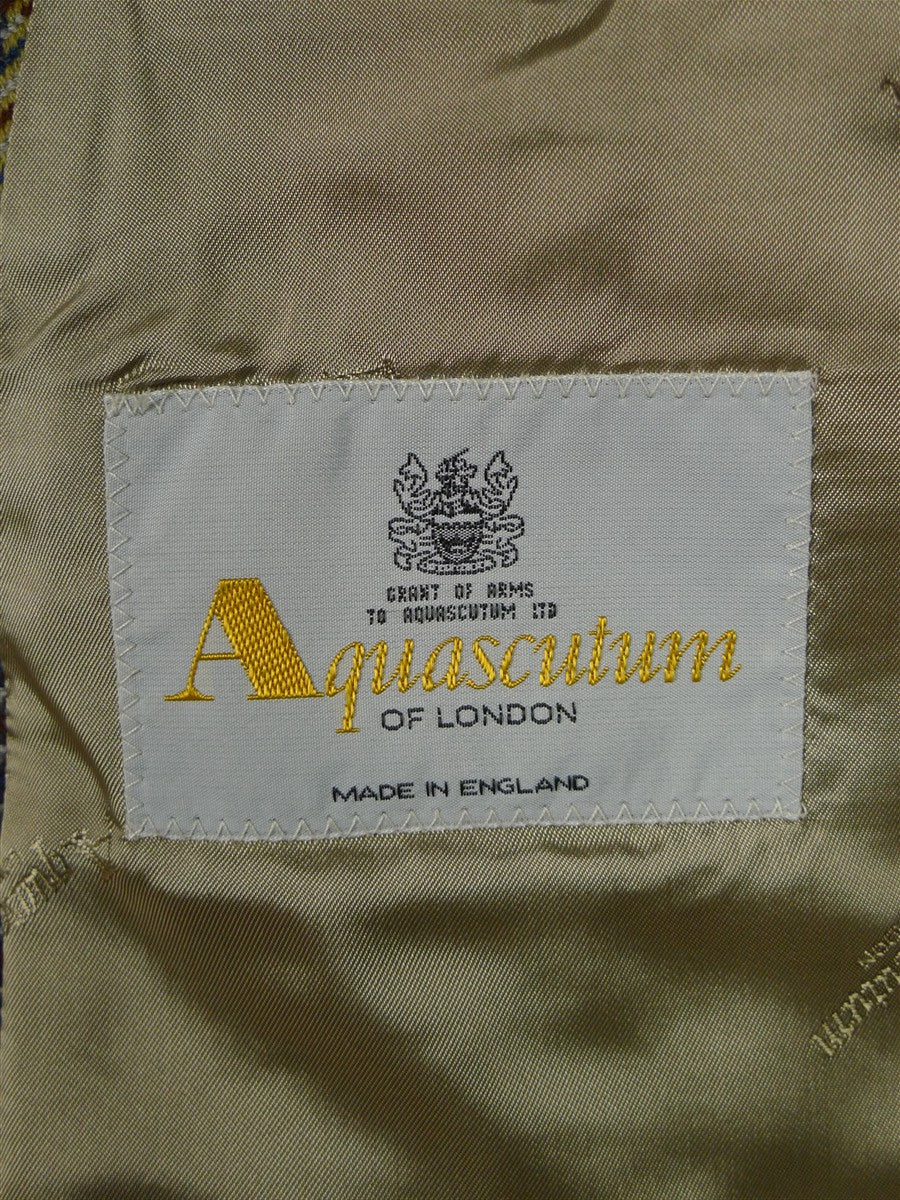 GRANT OF ARMS
TO AQUASCUTUM LTD
Aquascutum
OF LONDON
MADE IN ENGLAND